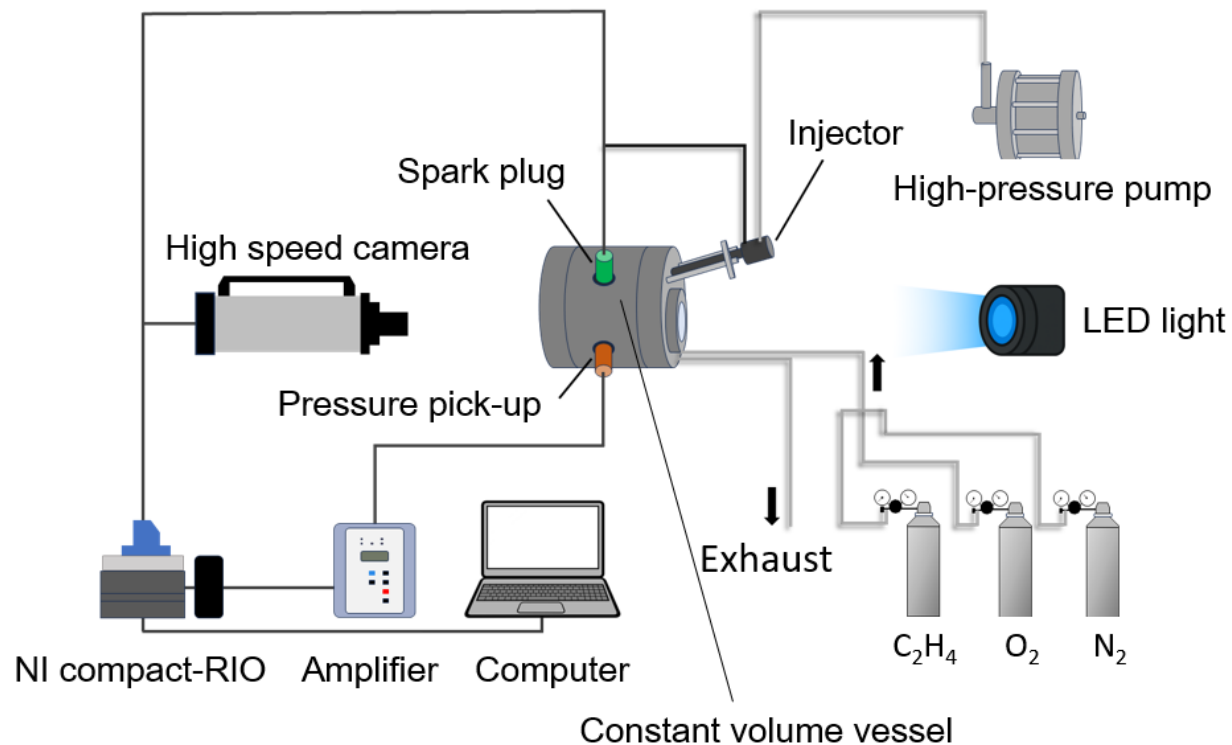 Injector
Spark plug
High-pressure pump
High speed camera
LED light
Pressure pick-up
Exhaust
C₂H₄
O₂
N₂
NI compact-RIO
Amplifier
Computer
Constant volume vessel